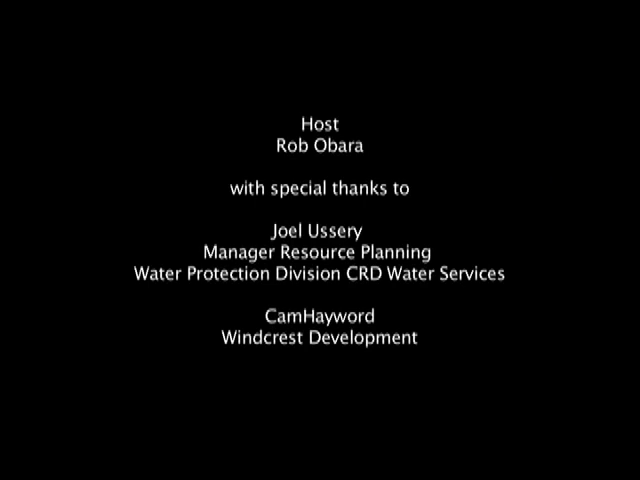 Host
Rob Obara
with special thanks to
Joel Ussery
Manager Resource Planning
Water Protection Division CRD Water Services
CamHayword
Windcrest Development